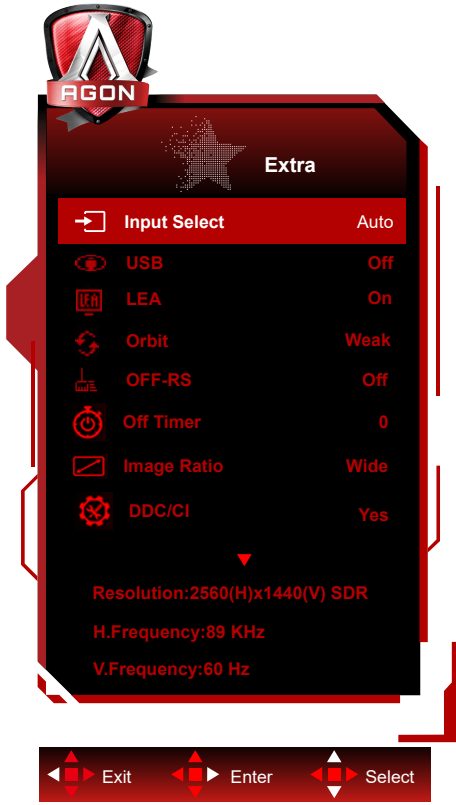 AGON
Extra
Input Select Auto
USB Off
LEA On
Orbit Weak
OFF-RS Off
Off Timer 0
Image Ratio Wide
DDC/CI Yes
Resolution:2560(H)x1440(V) SDR
H.Frequency:89 KHz
V.Frequency:60 Hz
Exit Enter Select